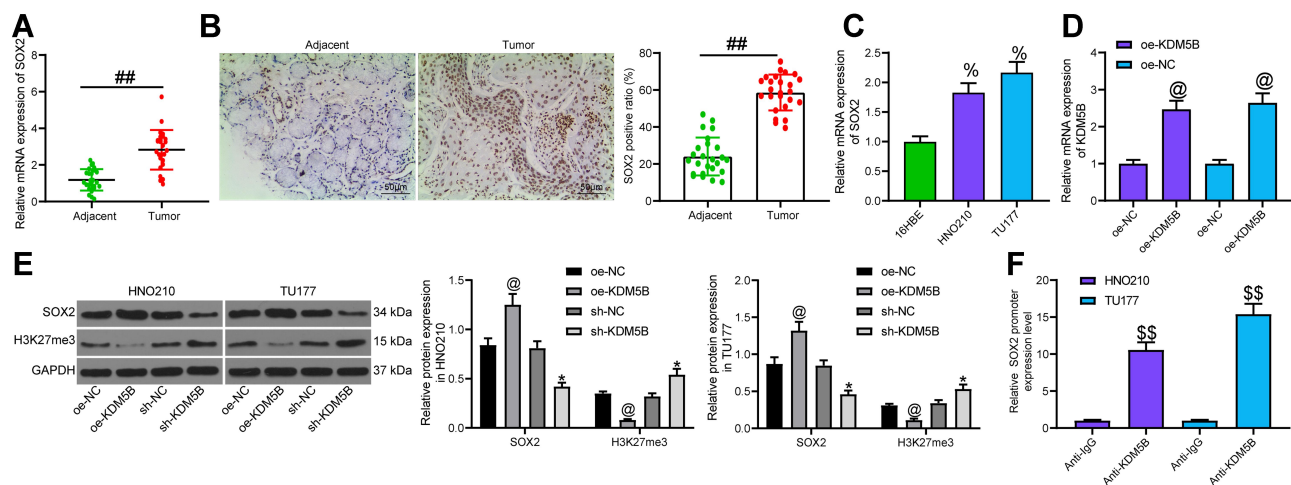 A
Relative mRNA expression of SOX2
8
6
4
2
0
##
Adjacent
Tumor
B
Adjacent
Tumor
50μm
50μm
SOX2 positive ratio (%)
80
60
40
20
0
##
Adjacent
Tumor
C
Relative mRNA expression
of SOX2
2.5
2.0
1.5
1.0
0.5
0.0
%
%
16HBE
HNO210
TU177
D
oe-KDM5B
oe-NC
Relative mRNA expression
of KDM5B
4
3
2
1
0
@
@
oe-NC
oe-KDM5B
oe-NC
oe-KDM5B
E
HNO210
TU177
SOX2
34 kDa
H3K27me3
15 kDa
GAPDH
37 kDa
oe-NC
oe-KDM5B
sh-NC
sh-KDM5B
oe-NC
oe-KDM5B
sh-NC
sh-KDM5B
Relative protein expression
in HNO210
1.5
1.0
0.5
0.0
oe-NC
oe-KDM5B
sh-NC
sh-KDM5B
@
*
@
*
SOX2
H3K27me3
Relative protein expression
in TU177
2.0
1.5
1.0
0.5
0.0
oe-NC
oe-KDM5B
sh-NC
sh-KDM5B
@
*
@
*
SOX2
H3K27me3
F
HNO210
TU177
Relative SOX2 promoter
expression level
20
15
10
5
0
$$
$$
Anti-IgG
Anti-KDM5B
Anti-IgG
Anti-KDM5B